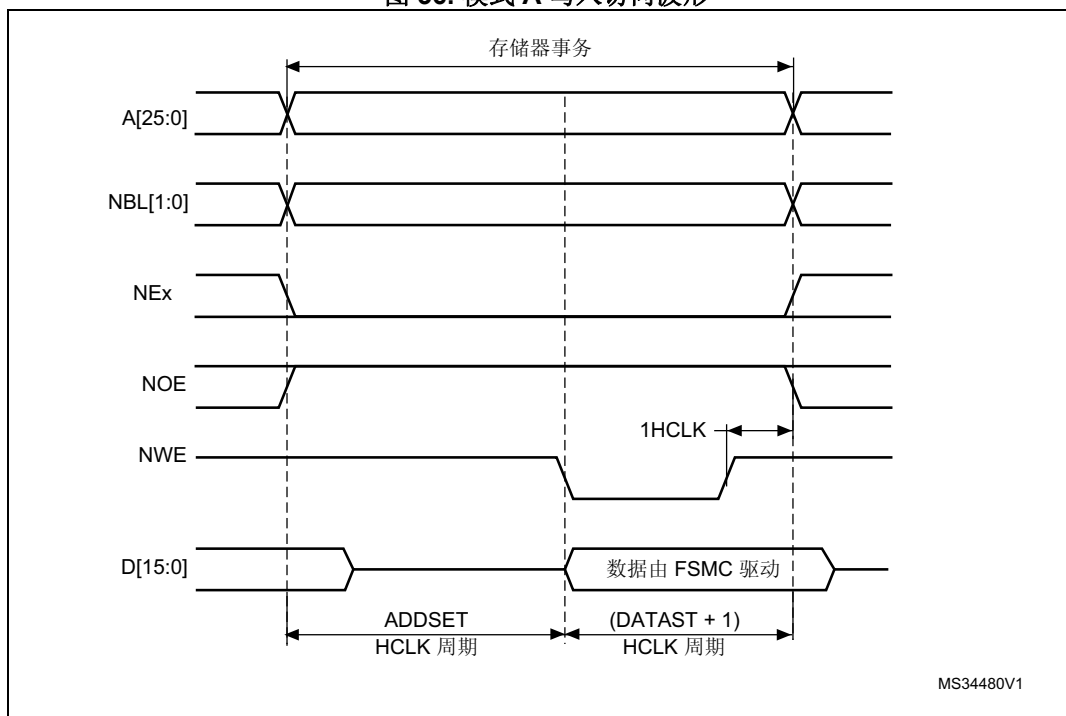 存储器事务
A[25:0]
NBL[1:0]
NEx
NOE
1HCLK
NWE
D[15:0]
数据由 FSMC 驱动
ADDSET
HCLK 周期
(DATAST + 1)
HCLK 周期
MS34480V1